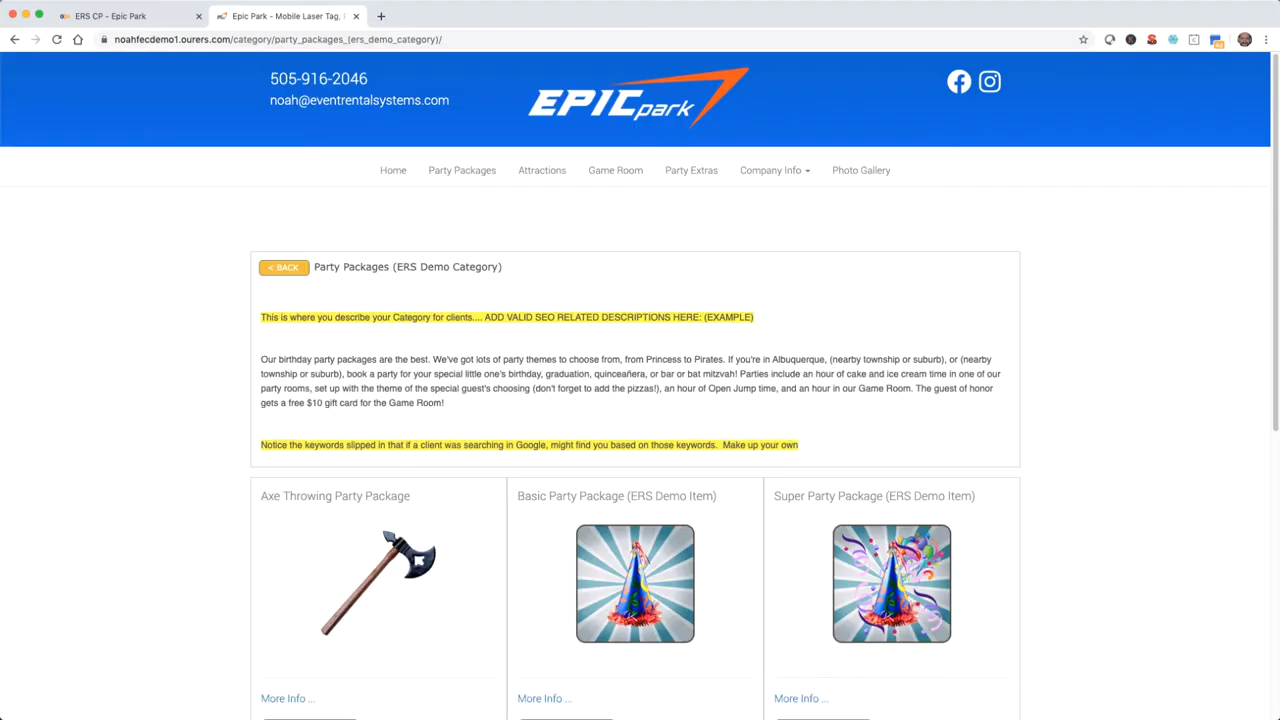 ERS CP – Epic Park
Epic Park - Mobile Laser Tag,
noahfecdemo1.ourers.com/category/party_packages_(ers_demo_category)/
505-916-2046
noah@eventrentalsystems.com
EPIC park
Home Party Packages Attractions Game Room Party Extras Company Info Photo Gallery
< BACK Party Packages (ERS Demo Category)
This is where you describe your Category for clients.... ADD VALID SEO RELATED DESCRIPTIONS HERE: (EXAMPLE)
Our birthday party packages are the best. We've got lots of party themes to choose from, from Princess to Pirates. If you're in Albuquerque, (nearby township or suburb), or (nearby
township or suburb), book a party for your special little one's birthday, graduation, quinceañera, or bar or bat mitzvah! Parties include an hour of cake and ice cream time in one of our
party rooms, set up with the theme of the special guest's choosing (don't forget to add the pizzas!), an hour of Open Jump time, and an hour in our Game Room. The guest of honor
gets a free $10 gift card for the Game Room!
Notice the keywords slipped in that if a client was searching in Google, might find you based on those keywords. Make up your own
Axe Throwing Party Package Basic Party Package (ERS Demo Item) Super Party Package (ERS Demo Item)
More Info ... More Info ... More Info ...